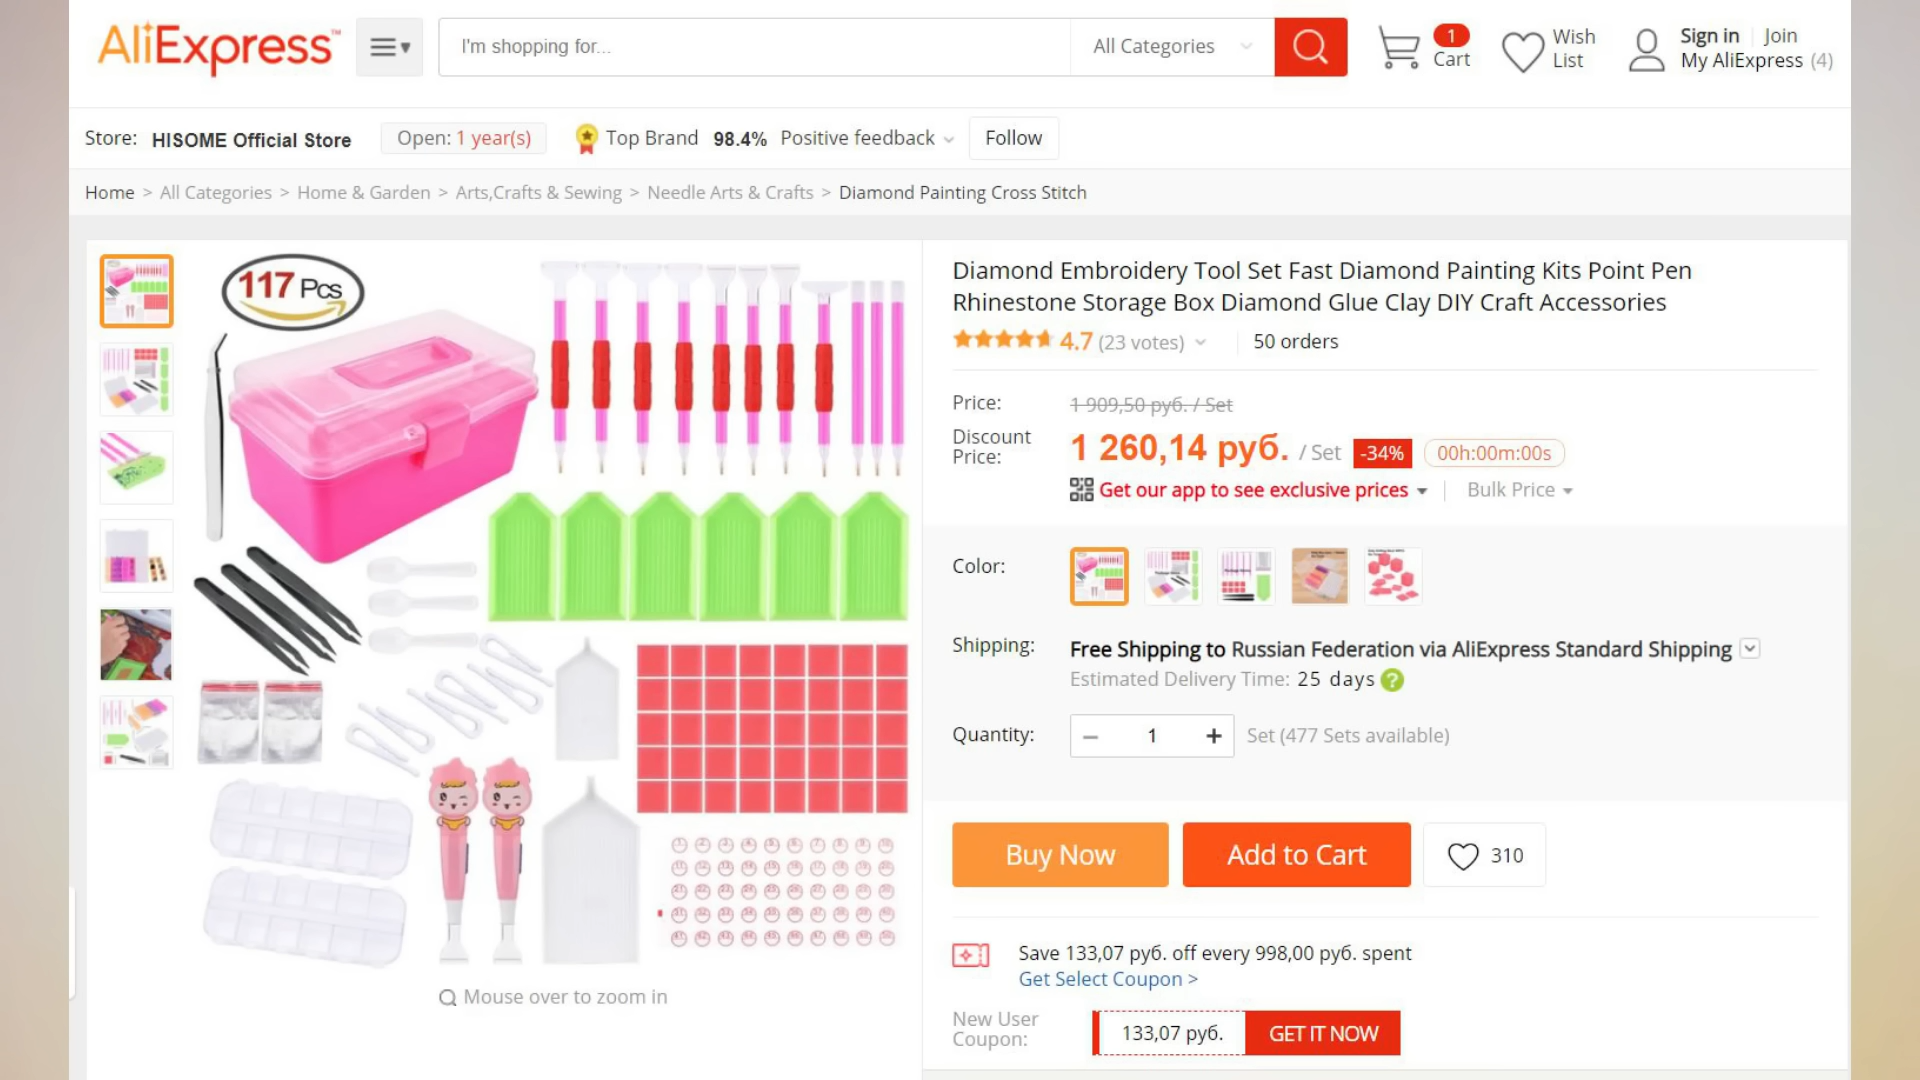 AliExpress™
I'm shopping for...
All Categories
1
Cart
Wish
List
Sign in
Join
My AliExpress (4)
Store: HISOME Official Store
Open: 1 year(s)
Top Brand 98.4% Positive feedback
Follow
Home > All Categories > Home & Garden > Arts,Crafts & Sewing > Needle Arts & Crafts > Diamond Painting Cross Stitch
117 Pcs
Mouse over to zoom in
Diamond Embroidery Tool Set Fast Diamond Painting Kits Point Pen
Rhinestone Storage Box Diamond Glue Clay DIY Craft Accessories
4.7 (23 votes)
50 orders
Price:
1 909,50 руб. / Set
Discount
Price:
1 260,14 руб. / Set
-34%
00h:00m:00s
Get our app to see exclusive prices
Bulk Price
Color:
Shipping:
Free Shipping to Russian Federation via AliExpress Standard Shipping
Estimated Delivery Time: 25 days ?
Quantity:
− 1 +
Set (477 Sets available)
Buy Now
Add to Cart
310
Save 133,07 руб. off every 998,00 руб. spent
Get Select Coupon >
New User
Coupon:
133,07 руб.
GET IT NOW